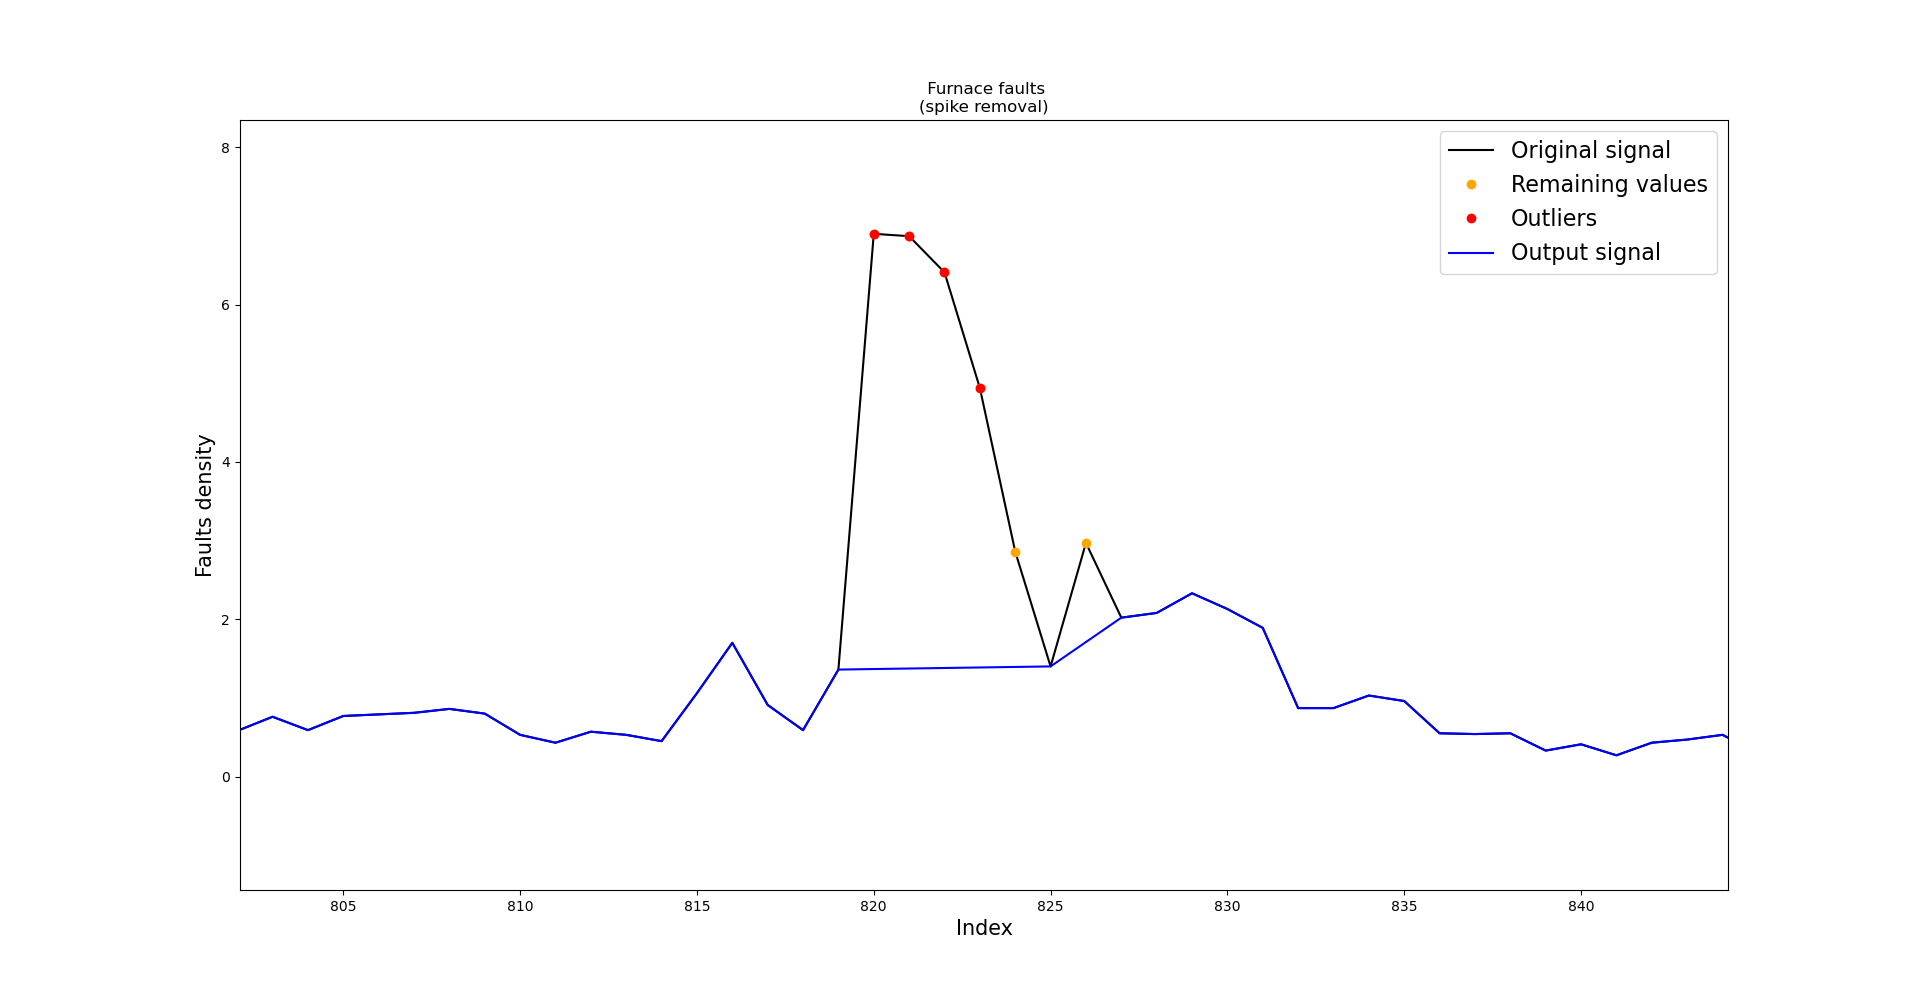 Furnace faults
(spike removal)
Original signal
Remaining values
Outliers
Output signal
Faults density
8
6
4
2
0
805 810 815 820 825 830 835 840
Index